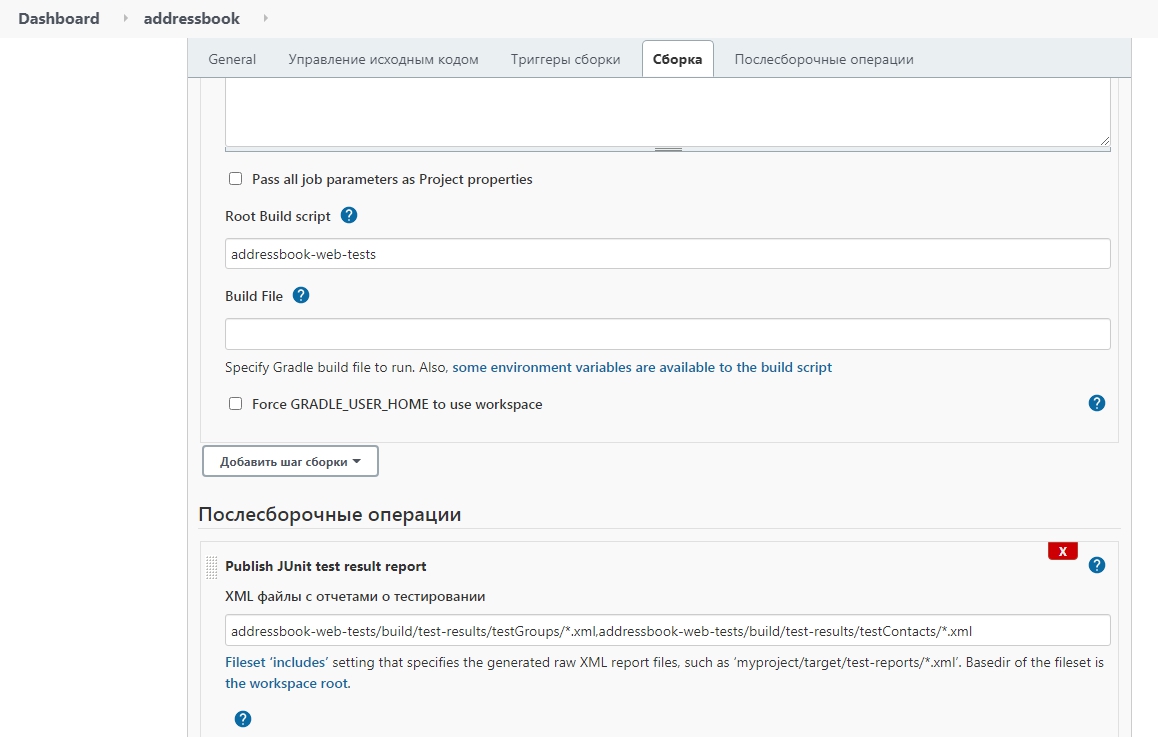 Dashboard addressbook
General Управление исходным кодом Триггеры сборки Сборка Послесборочные операции
Pass all job parameters as Project properties
Root Build script ?
addressbook-web-tests
Build File ?
Specify Gradle build file to run. Also, some environment variables are available to the build script
Force GRADLE_USER_HOME to use workspace ?
Добавить шаг сборки
Послесборочные операции
X
Publish JUnit test result report ?
XML файлы с отчетами о тестировании
addressbook-web-tests/build/test-results/testGroups/*.xml,addressbook-web-tests/build/test-results/testContacts/*.xml
Fileset ‘includes’ setting that specifies the generated raw XML report files, such as ‘myproject/target/test-reports/*.xml’. Basedir of the fileset is
the workspace root.
?